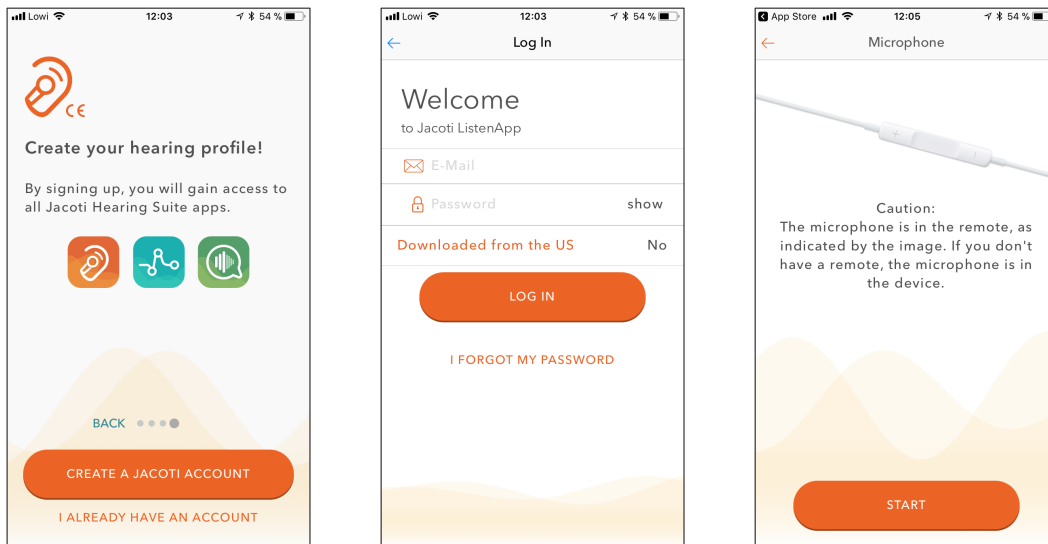 Lowi 12:03 54 %
CE
Create your hearing profile!
By signing up, you will gain access to
all Jacoti Hearing Suite apps.
BACK
CREATE A JACOTI ACCOUNT
I ALREADY HAVE AN ACCOUNT
Lowi 12:03 54 %
Log In
Welcome
to Jacoti ListenApp
E-Mail
Password show
Downloaded from the US No
LOG IN
I FORGOT MY PASSWORD
App Store 12:05 54 %
Microphone
Caution:
The microphone is in the remote, as
indicated by the image. If you don't
have a remote, the microphone is in
the device.
START